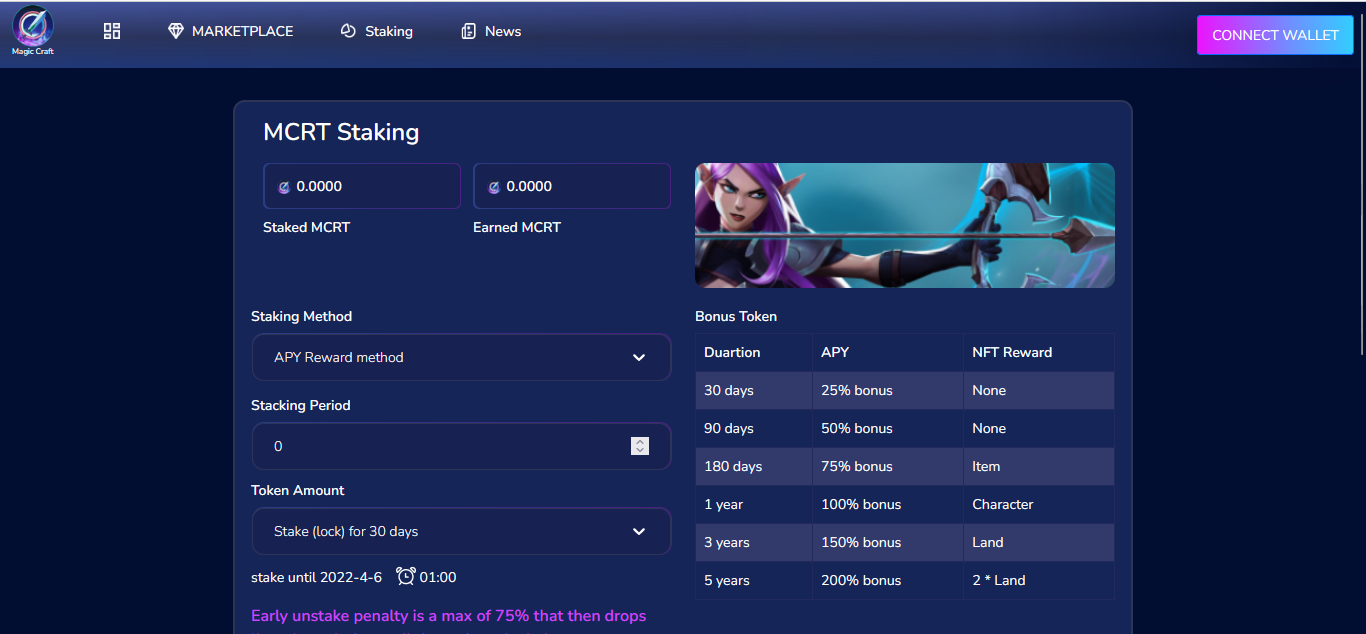 Magic Craft
MARKETPLACE
Staking
News
CONNECT WALLET
MCRT Staking
0.0000
0.0000
Staked MCRT
Earned MCRT
Staking Method
APY Reward method
Stacking Period
0
Token Amount
Stake (lock) for 30 days
stake until 2022-4-6 01:00
Early unstake penalty is a max of 75% that then drops
Bonus Token
Duartion APY NFT Reward
30 days 25% bonus None
90 days 50% bonus None
180 days 75% bonus Item
1 year 100% bonus Character
3 years 150% bonus Land
5 years 200% bonus 2 * Land